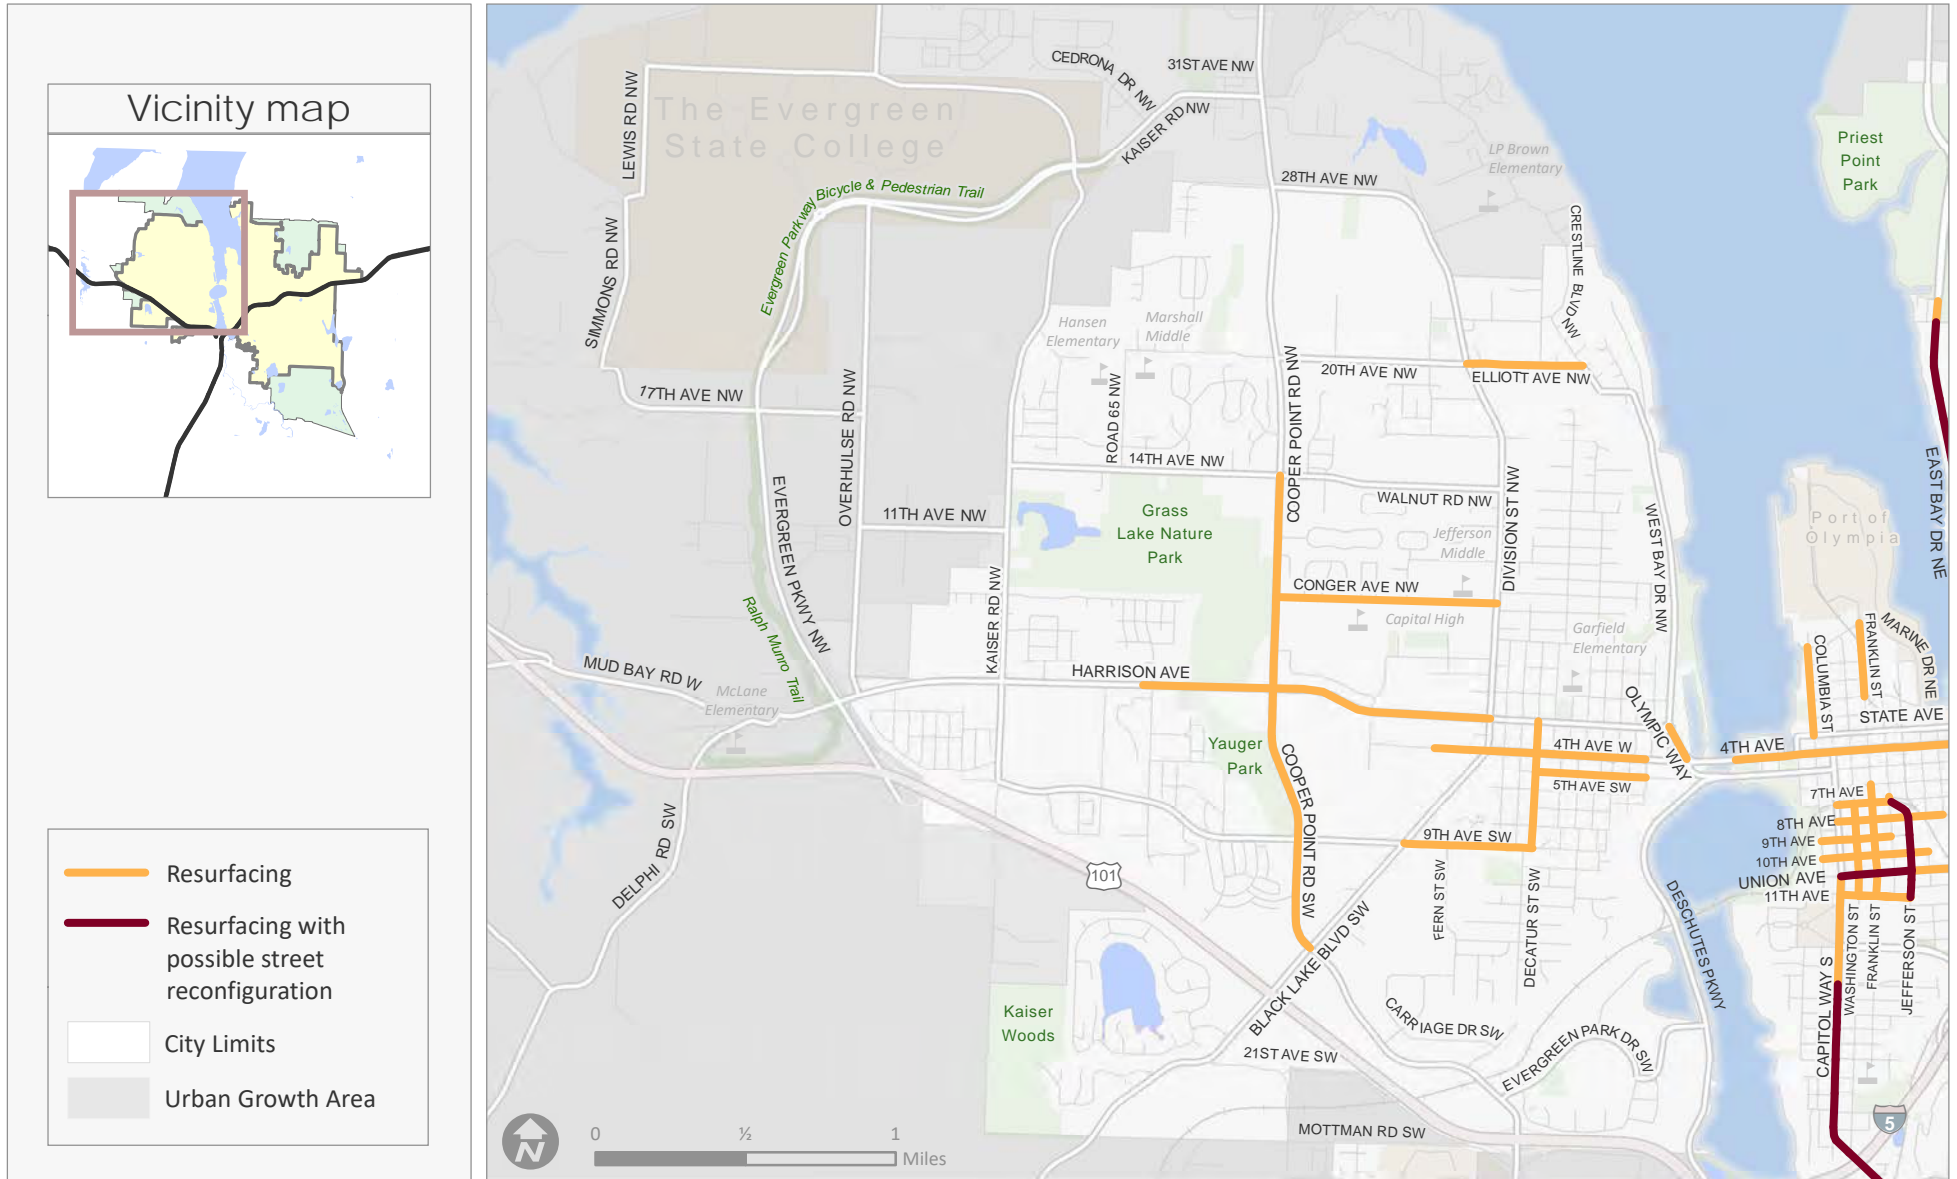 Vicinity map
Resurfacing
Resurfacing with
possible street
reconfiguration
City Limits
Urban Growth Area
The Evergreen
State College
CEDRONA DR NW
31ST AVE NW
KAISER RD NW
LEWIS RD NW
SIMMONS RD NW
Evergreen Parkway Bicycle & Pedestrian Trail
28TH AVE NW
LP Brown
Elementary
CRESTLINE BLVD NW
Priest
Point
Park
Hansen
Elementary
Marshall
Middle
COOPER POINT RD NW
20TH AVE NW
ELLIOTT AVE NW
17TH AVE NW
OVERHULSE RD NW
ROAD 65 NW
14TH AVE NW
WALNUT RD NW
EVERGREEN PKWY NW
11TH AVE NW
Grass
Lake Nature
Park
Jefferson
Middle
DIVISION ST NW
WEST BAY DR NW
EAST BAY DR NE
Port of
Olympia
CONGER AVE NW
Capital High
Garfield
Elementary
KAISER RD NW
Ralph Munro Trail
MUD BAY RD W
McLane
Elementary
HARRISON AVE
OLYMPIC WAY
COLUMBIA ST
FRANKLIN ST
MARINE DR NE
STATE AVE
Yauger
Park
COOPER POINT RD SW
4TH AVE W
4TH AVE
5TH AVE SW
7TH AVE
8TH AVE
9TH AVE
10TH AVE
UNION AVE
11TH AVE
9TH AVE SW
DELPHI RD SW
101
FERN ST SW
DECATUR ST SW
DESCHUTES PKWY
WASHINGTON ST
FRANKLIN ST
JEFFERSON ST
CAPITOL WAY S
BLACK LAKE BLVD SW
Kaiser
Woods
CARRIAGE DR SW
EVERGREEN PARK DR SW
21ST AVE SW
MOTTMAN RD SW
5
N
0 ½ 1
Miles